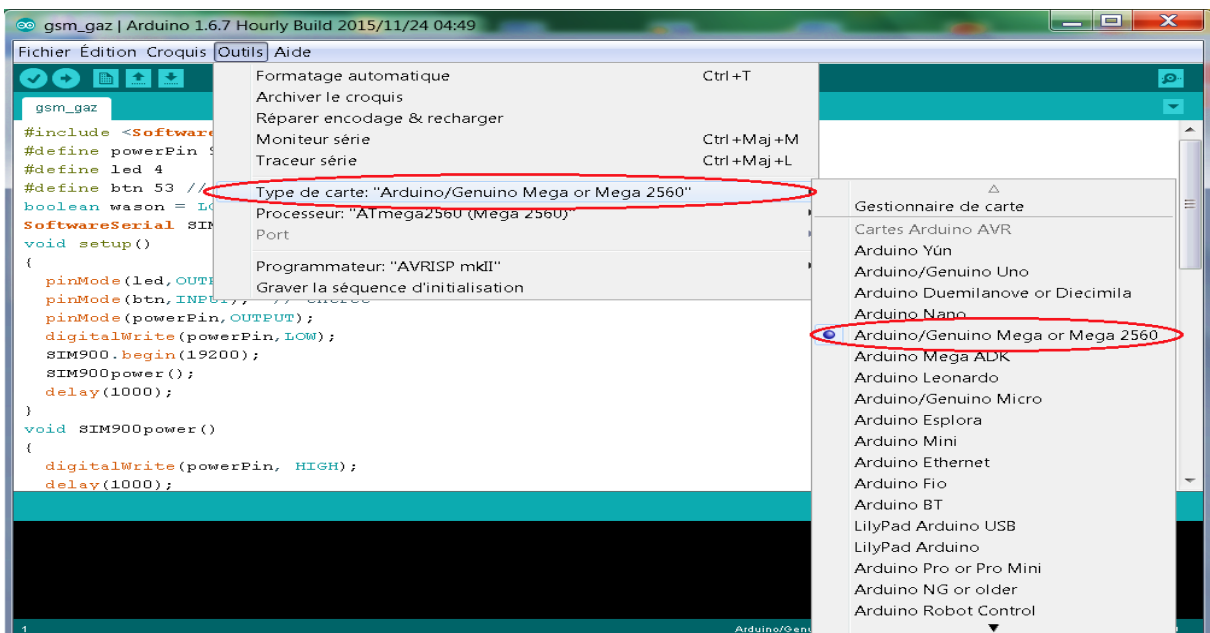 gsm_gaz | Arduino 1.6.7 Hourly Build 2015/11/24 04:49
Fichier Édition Croquis Outils Aide
gsm_gaz
#include <Software
#define powerPin
#define led 4
#define btn 53 //
boolean wason =
SoftwareSerial
void setup()
{
pinMode(led,
pinMode(btn,INPUT);
pinMode(powerPin,OUTPUT);
digitalWrite(powerPin,LOW);
SIM900.begin(19200);
SIM900power();
delay(1000);
}
void SIM900power()
{
digitalWrite(powerPin, HIGH);
delay(1000);
Formatage automatique Ctrl+T
Archiver le croquis
Réparer encodage & recharger
Moniteur série Ctrl+Maj+M
Traceur série Ctrl+Maj+L
Type de carte: "Arduino/Genuino Mega or Mega 2560"
Processeur: "ATmega2560 (Mega 2560)"
Port
Programmateur: "AVRISP mkII"
Graver la séquence d'initialisation
Gestionnaire de carte
Cartes Arduino AVR
Arduino Yún
Arduino/Genuino Uno
Arduino Duemilanove or Diecimila
Arduino Nano
Arduino/Genuino Mega or Mega 2560
Arduino Mega ADK
Arduino Leonardo
Arduino/Genuino Micro
Arduino Esplora
Arduino Mini
Arduino Ethernet
Arduino Fio
Arduino BT
LilyPad Arduino USB
LilyPad Arduino
Arduino Pro or Pro Mini
Arduino NG or older
Arduino Robot Control
1